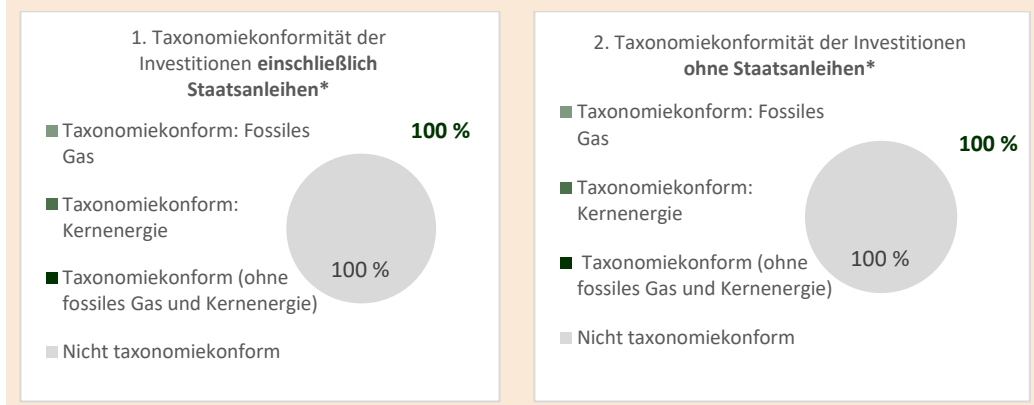 1. Taxonomiekonformität der
Investitionen einschließlich
Staatsanleihen*
Taxonomiekonform: Fossiles
Gas
100 %
Taxonomiekonform:
Kernenergie
Taxonomiekonform (ohne
fossiles Gas und Kernenergie)
100 %
Nicht taxonomiekonform
2. Taxonomiekonformität der Investitionen
ohne Staatsanleihen*
Taxonomiekonform: Fossiles
Gas
100 %
Taxonomiekonform:
Kernenergie
Taxonomiekonform (ohne
fossiles Gas und Kernenergie)
100 %
Nicht taxonomiekonform